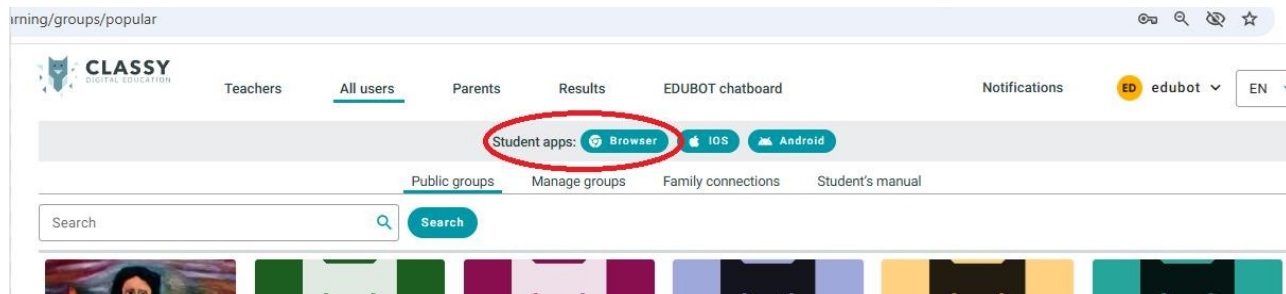 rning/groups/popular
CLASSY
DIGITAL EDUCATION
Teachers All users Parents Results EDUBOT chatboard Notifications ED edubot EN
Student apps: Browser IOS Android
Public groups Manage groups Family connections Student's manual
Search Search